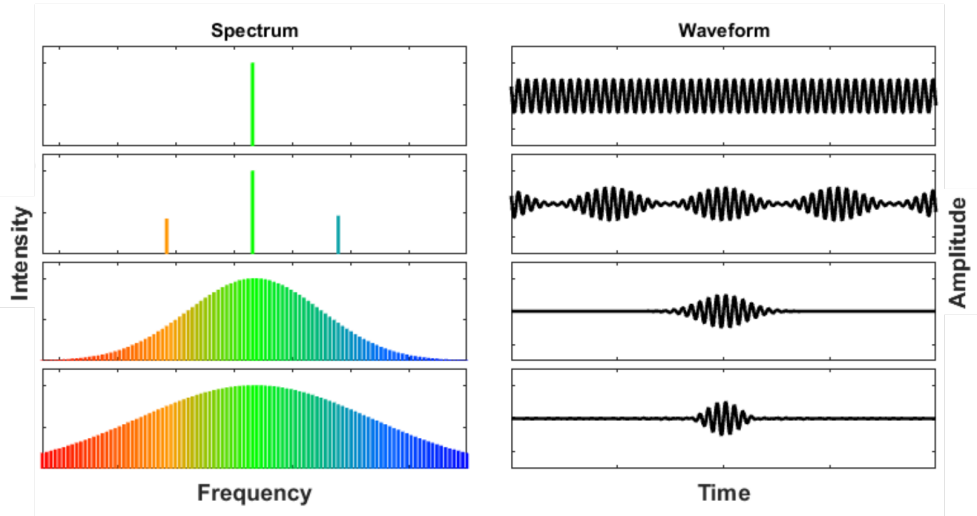 Spectrum
Waveform
Intensity
Amplitude
Frequency
Time